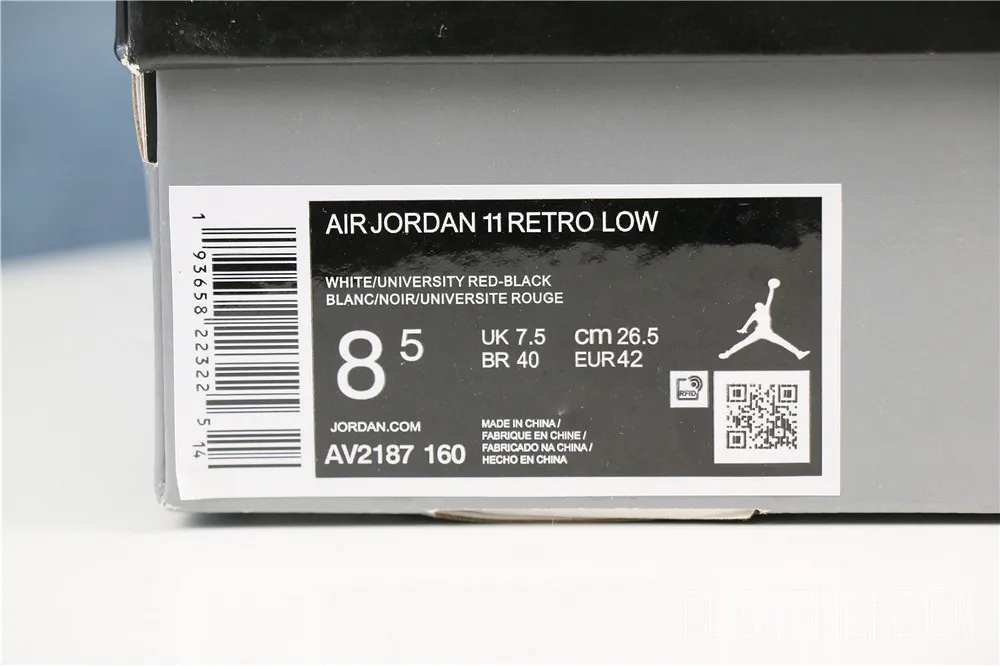 AIR JORDAN 11 RETRO LOW
WHITE/UNIVERSITY RED-BLACK
BLANC/NOIR/UNIVERSITE ROUGE
8 5
UK 7.5 cm 26.5
BR 40 EUR 42
RFID
JORDAN.COM
AV2187 160
MADE IN CHINA /
FABRIQUE EN CHINE /
FABRICADO NA CHINA /
HECHO EN CHINA
1 93658 22322 5 14